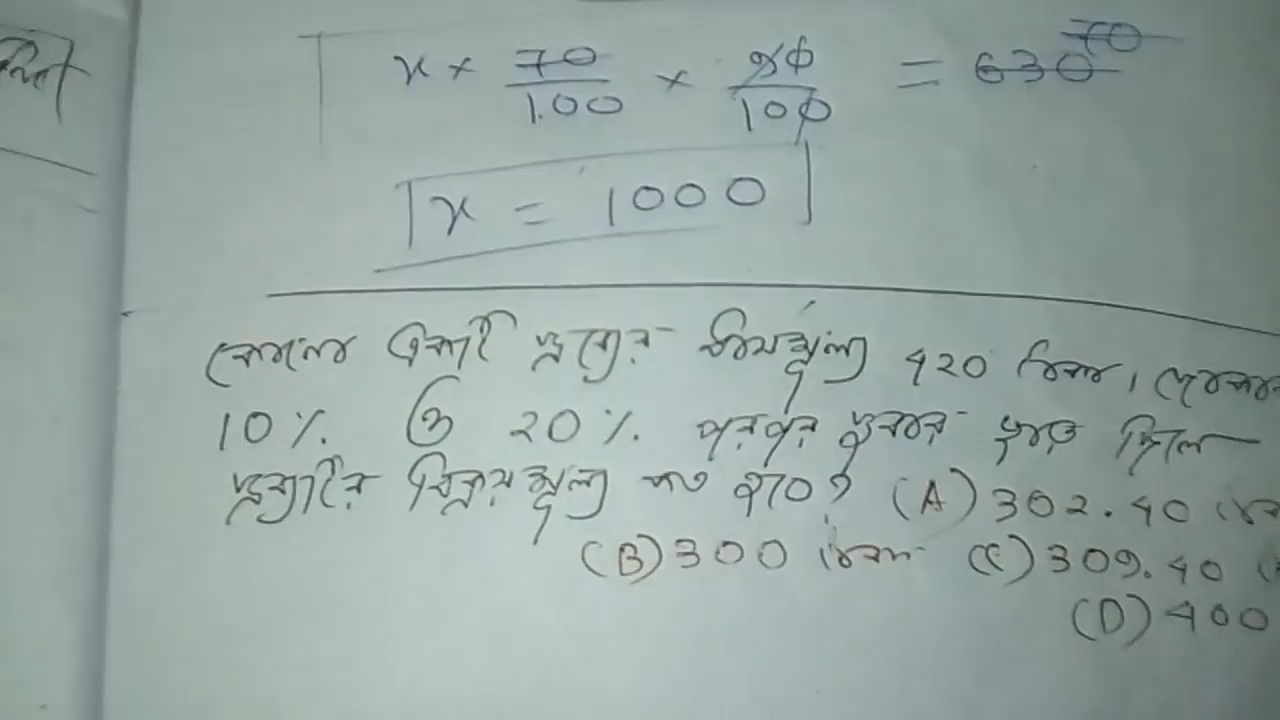 x × 70/100 × 90/100 = 630 70
x = 1000
কোনো একটি দ্রব্যের ধার্যমূল্য 420 টাকা।
10% ও 20% পরপর দুবার ছাড় দিলে
দ্রব্যটির বিক্রয়মূল্য কত হবে? (A) 302.40
(B) 300 টাকা (C) 309.40
(D) 400